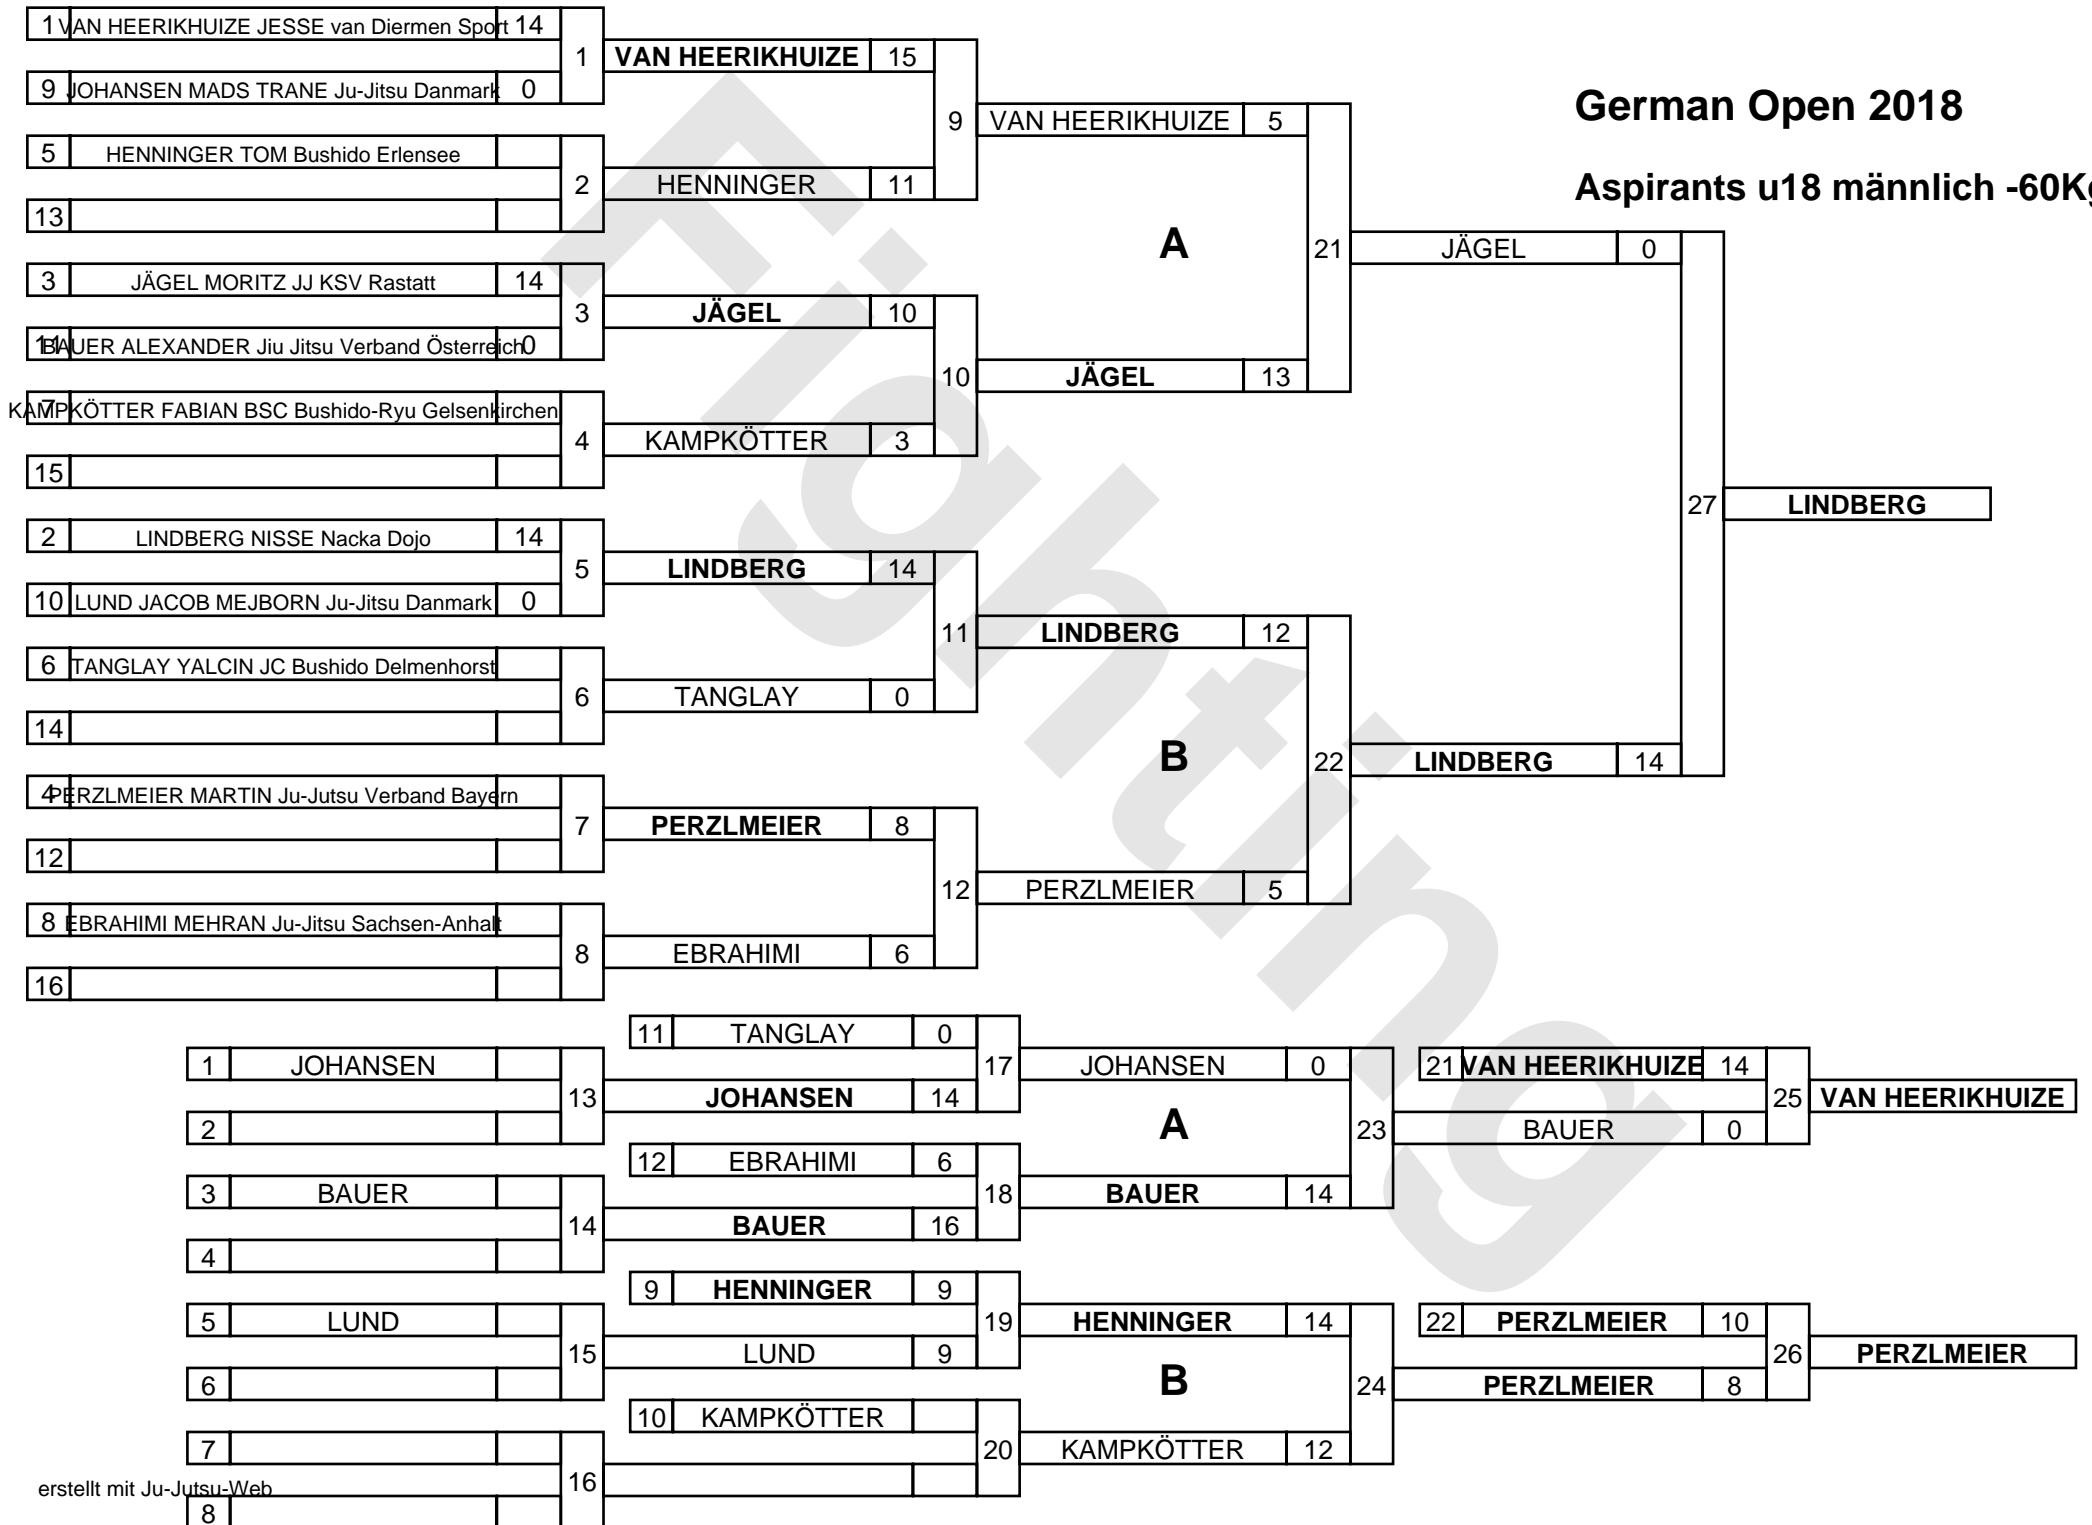 German Open 2018
Aspirants u18 männlich -60Kg
1 VAN HEERIKHUIZE JESSE van Diermen Sport 14
9 JOHANSEN MADS TRANE Ju-Jitsu Danmark 0
1
5 HENNINGER TOM Bushido Erlensee
13
2
3 JÄGEL MORITZ JJ KSV Rastatt 14
11 BAUER ALEXANDER Jiu Jitsu Verband Österreich 0
3
7 KAMPKÖTTER FABIAN BSC Bushido-Ryu Gelsenkirchen
15
4
2 LINDBERG NISSE Nacka Dojo 14
10 LUND JACOB MEJBORN Ju-Jitsu Danmark 0
5
6 TANGLAY YALCIN JC Bushido Delmenhorst
14
6
4 PERZLMEIER MARTIN Ju-Jutsu Verband Bayern
12
7
8 EBRAHIMI MEHRAN Ju-Jitsu Sachsen-Anhalt
16
8
VAN HEERIKHUIZE 15
HENNINGER 11
9
JÄGEL 10
KAMPKÖTTER 3
10
LINDBERG 14
TANGLAY 0
11
PERZLMEIER 8
EBRAHIMI 6
12
VAN HEERIKHUIZE 5
A
JÄGEL 13
21
LINDBERG 12
B
PERZLMEIER 5
22
JÄGEL 0
LINDBERG 14
27
LINDBERG
Fighting
1 JOHANSEN
2
13
3 BAUER
4
14
5 LUND
6
15
7
8
16
11 TANGLAY 0
JOHANSEN 14
17
12 EBRAHIMI 6
BAUER 16
18
9 HENNINGER 9
LUND 9
19
10 KAMPKÖTTER
20
JOHANSEN 0
A
BAUER 14
23
HENNINGER 14
B
KAMPKÖTTER 12
24
21 VAN HEERIKHUIZE 14
BAUER 0
25
VAN HEERIKHUIZE
22 PERZLMEIER 10
PERZLMEIER 8
26
PERZLMEIER
erstellt mit Ju-Jutsu-Web